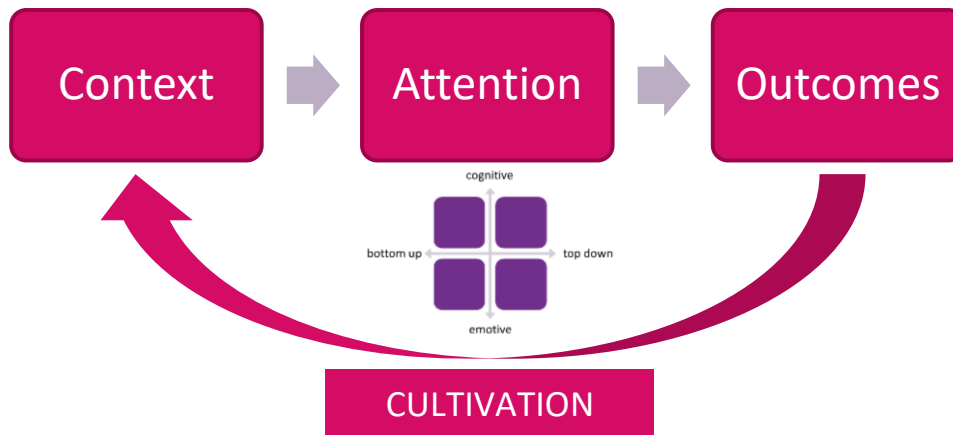 Context
Attention
Outcomes
cognitive
bottom up
top down
emotive
CULTIVATION